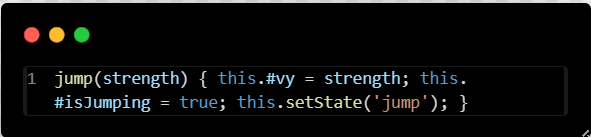 1 jump(strength) { this.#vy = strength; this.
#isJumping = true; this.setState('jump'); }